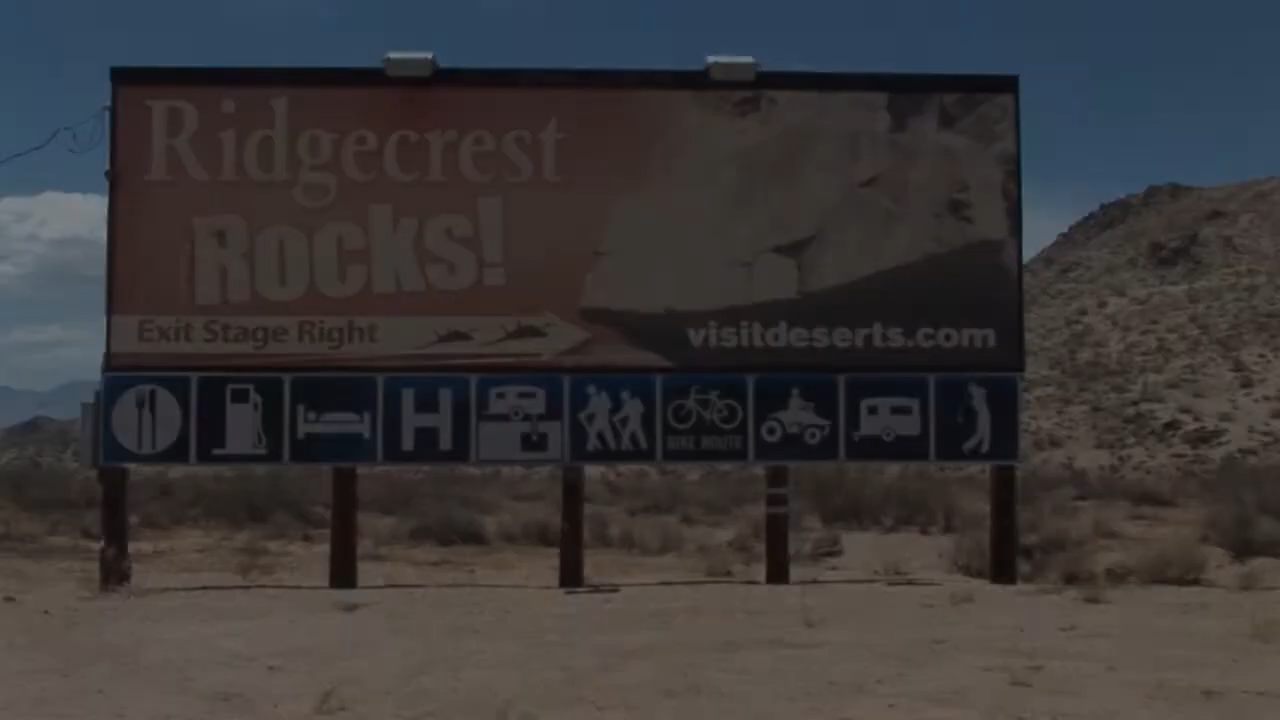 Ridgecrest
ROCKS!
Exit Stage Right
visitdeserts.com
H
BIKE ROUTE